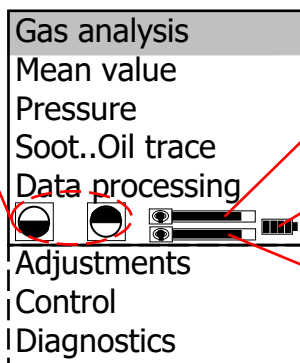 Gas analysis
Mean value
Pressure
Soot..Oil trace
Data processing
Adjustments
Control
Diagnostics